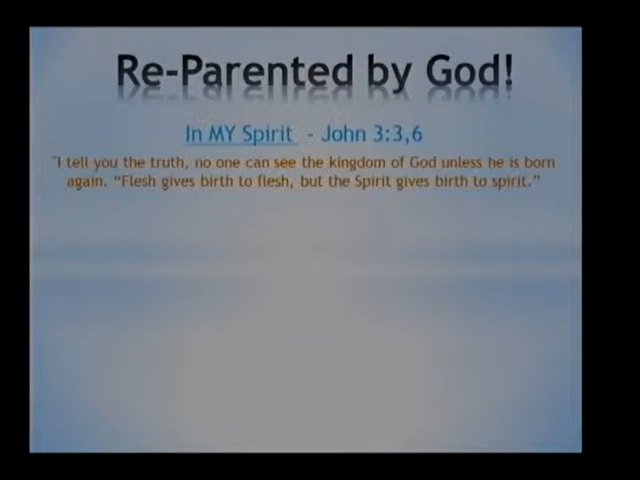 Re-Parented by God!
In MY Spirit - John 3:3,6
"I tell you the truth, no one can see the kingdom of God unless he is born
again. “Flesh gives birth to flesh, but the Spirit gives birth to spirit.”